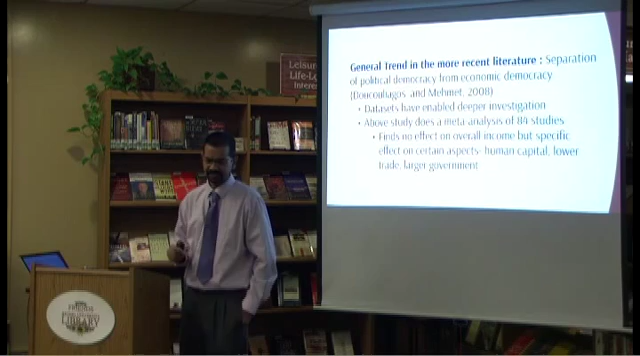 General Trend in the more recent literature : Separation
of political democracy from economic democracy
(Doucouliagos, and Mehmet, 2008)
• Datasets have enabled deeper investigation
• Above study does a meta analysis of 84 studies
• Finds no effect on overall income but specific
effect on certain aspects- human capital, lower
trade, larger government
Leisure
Life-Lo
Interes
FRIENDS
LIBRARY